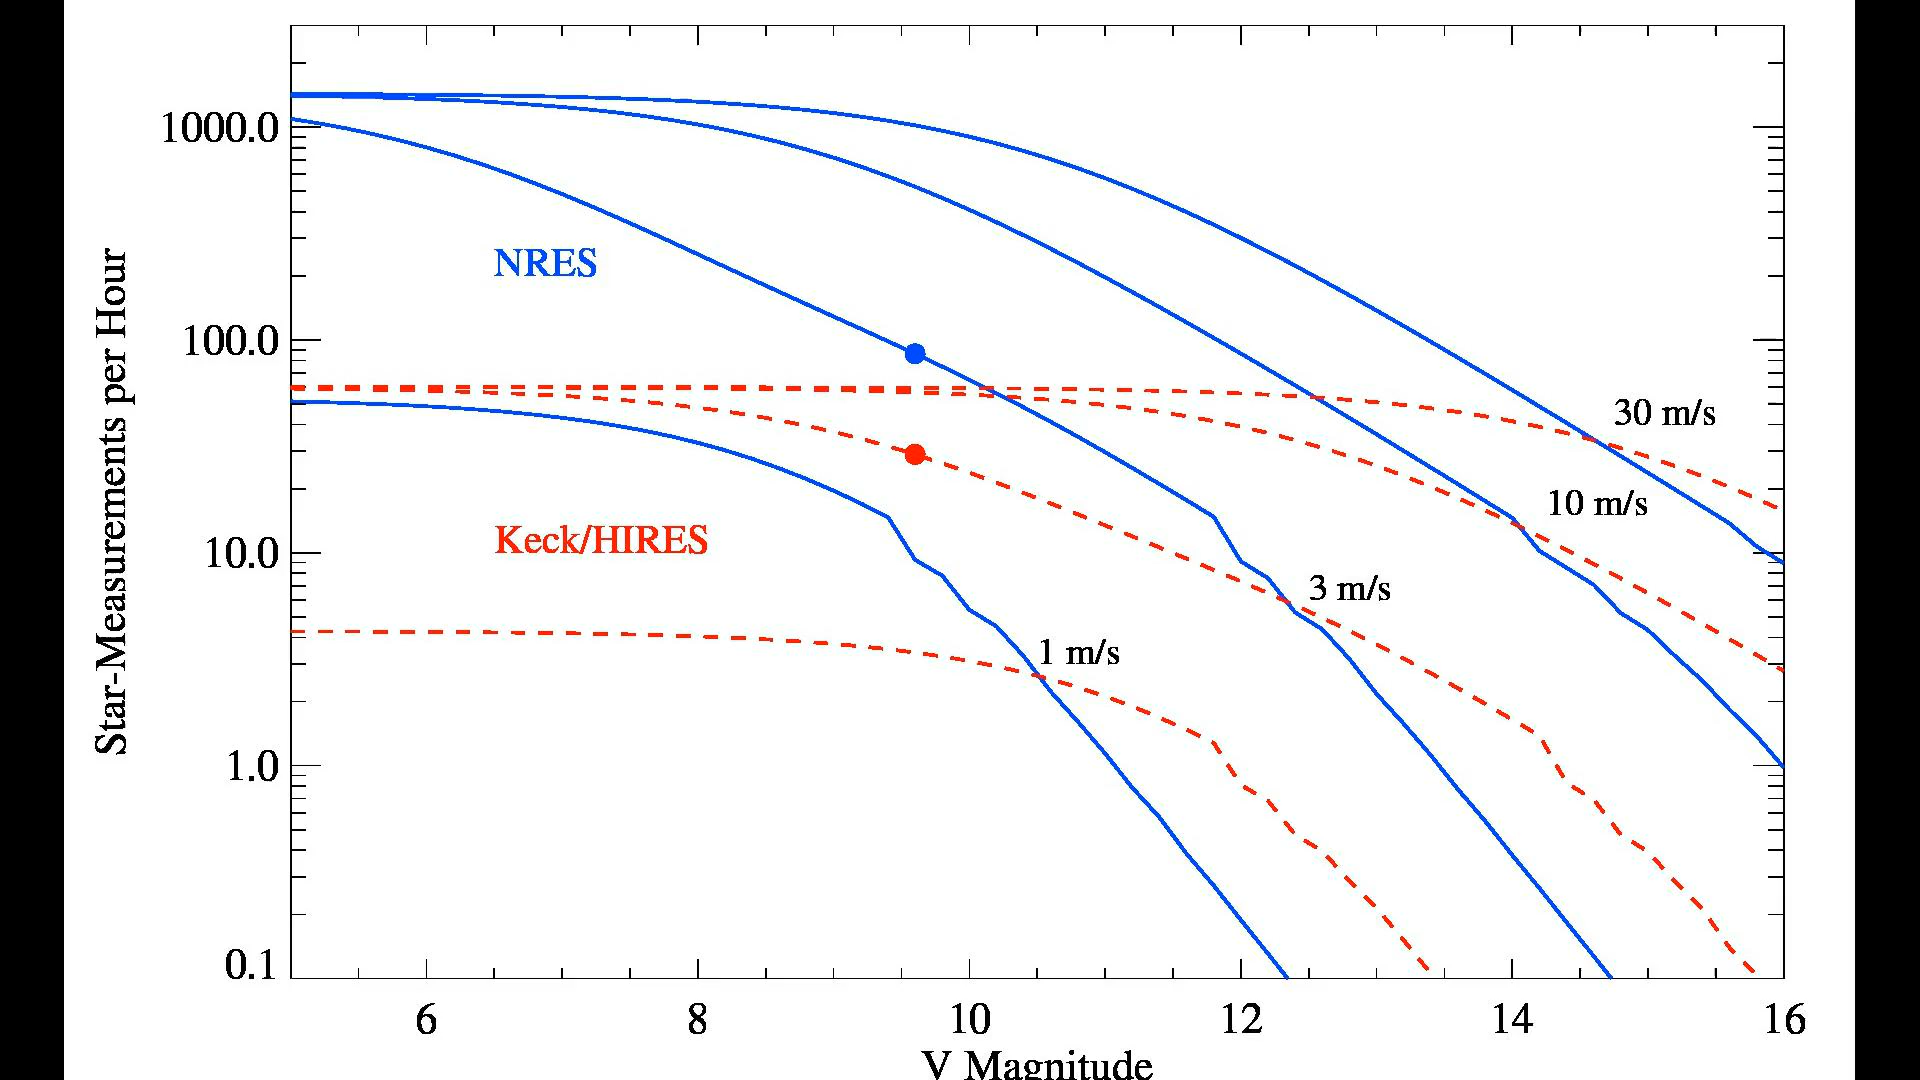 1000.0
100.0
10.0
1.0
0.1
Star-Measurements per Hour
NRES
Keck/HIRES
30 m/s
10 m/s
3 m/s
1 m/s
6 8 10 12 14 16
V Magnitude